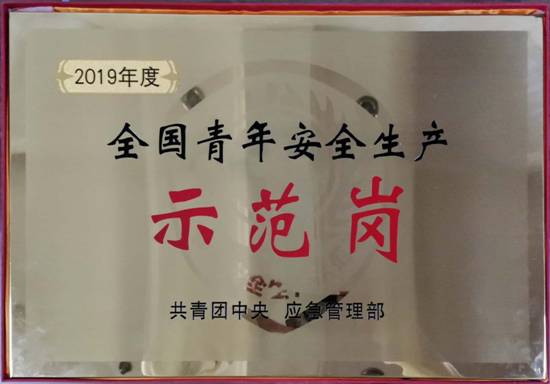 2019年度
全国青年安全生产
示范岗
共青团中央 应急管理部